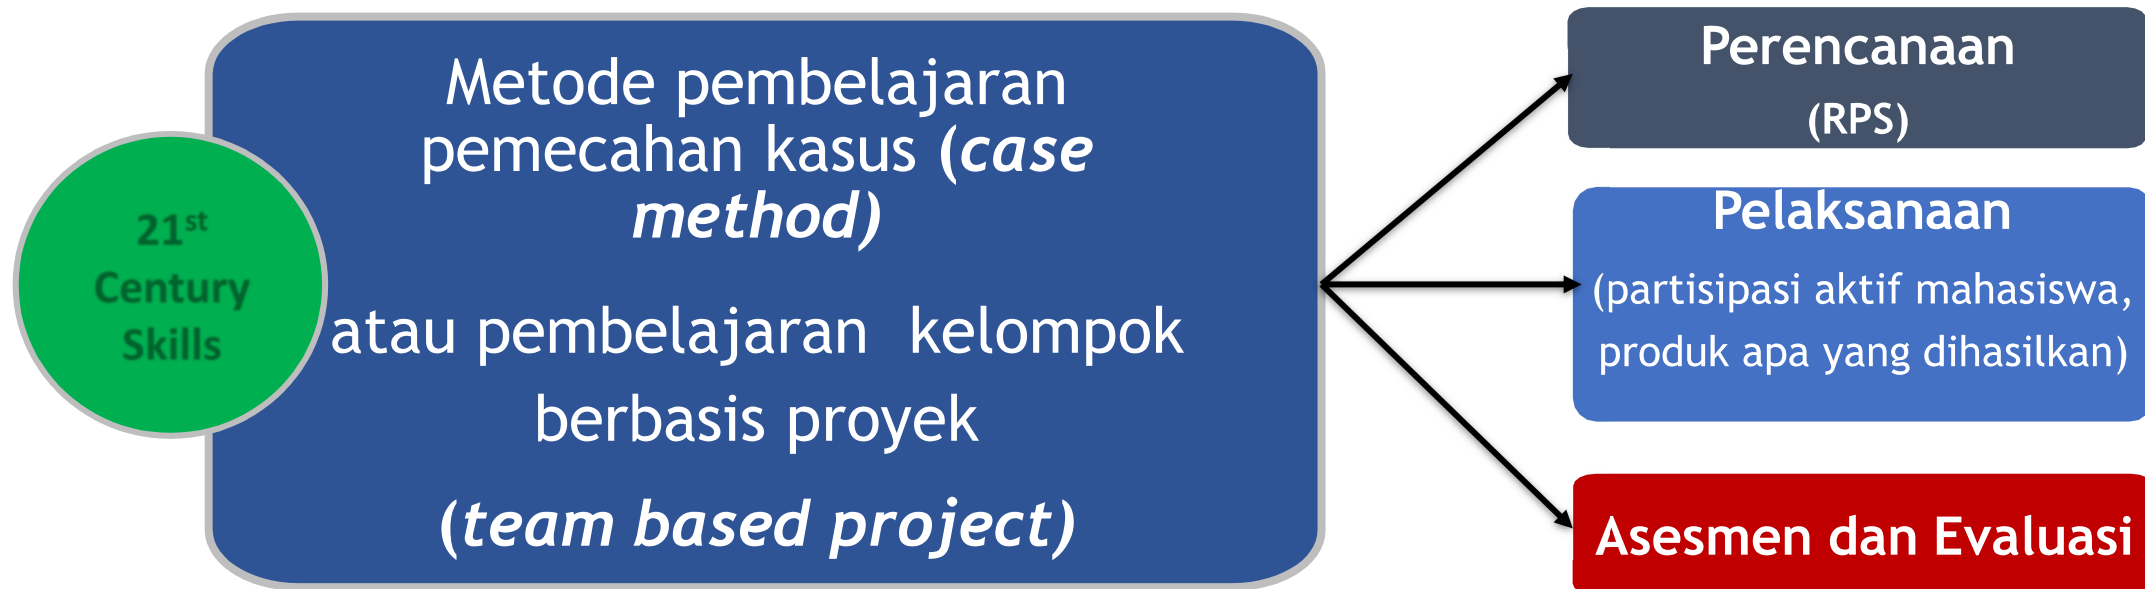 21st
Century
Skills
Metode pembelajaran
pemecahan kasus (case
method)
atau pembelajaran kelompok
berbasis proyek
(team based project)
Perencanaan
(RPS)
Pelaksanaan
(partisipasi aktif mahasiswa,
produk apa yang dihasilkan)
Asesmen dan Evaluasi